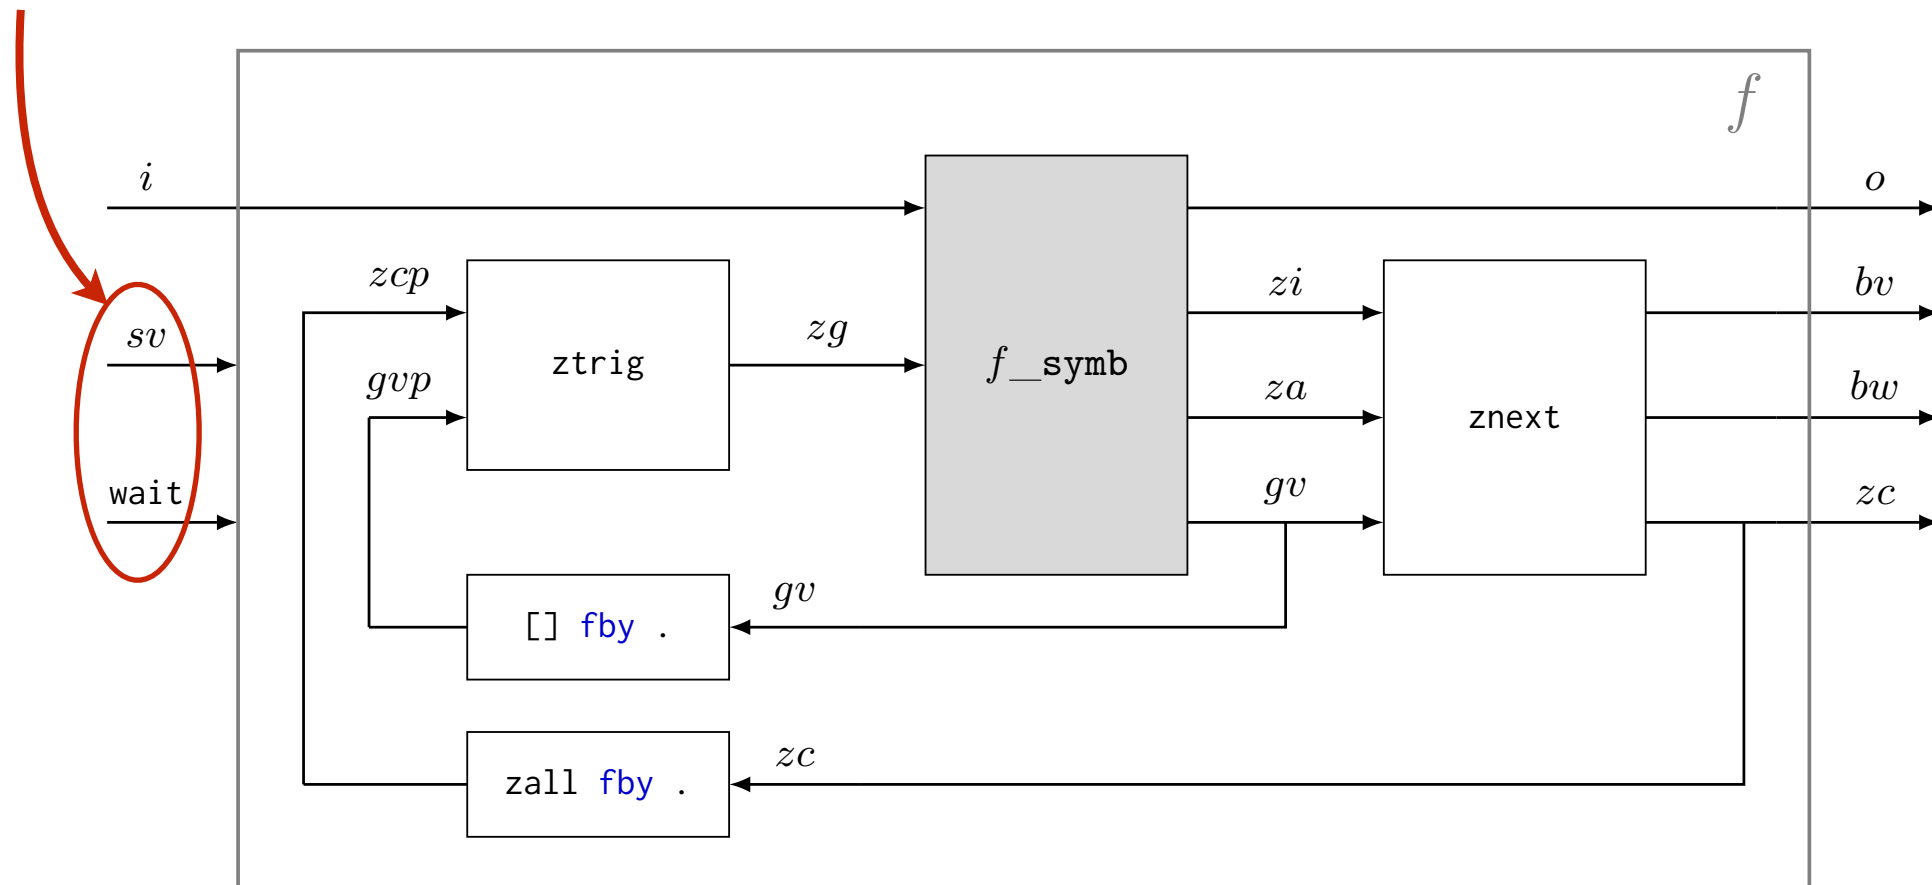 f
i
o
zcp
zi
bv
sv
ztrig
zg
f_symb
gvp
za
znext
bw
wait
gv
zc
[] fby .
gv
zall fby .
zc